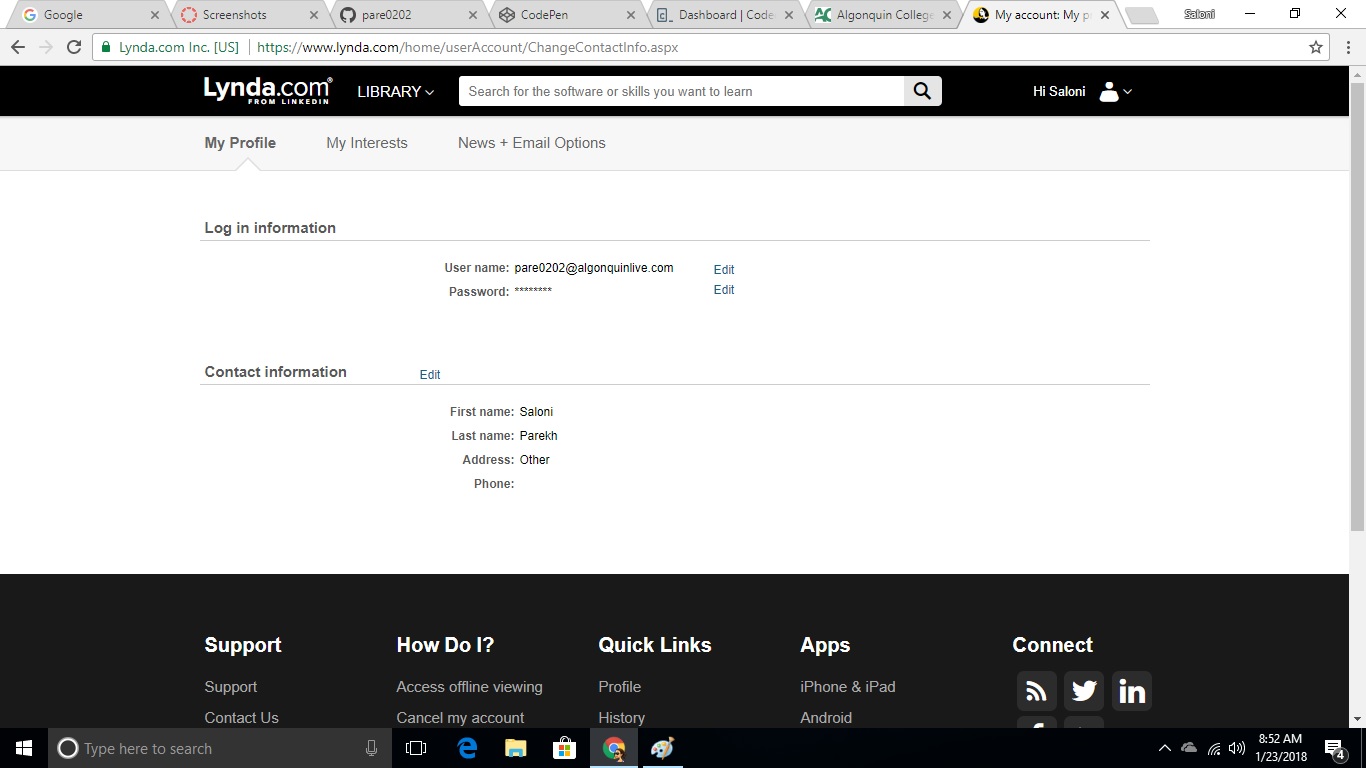 Google
Screenshots
pare0202
CodePen
Dashboard | Code
Algonquin College
My account: My p
Saloni
Lynda.com Inc. [US]
https://www.lynda.com/home/userAccount/ChangeContactInfo.aspx
Lynda.com®
FROM LINKEDIN
LIBRARY
Search for the software or skills you want to learn
Hi Saloni
My Profile
My Interests
News + Email Options
Log in information
User name: pare0202@algonquinlive.com Edit
Password: ******** Edit
Contact information Edit
First name: Saloni
Last name: Parekh
Address: Other
Phone:
Support How Do I? Quick Links Apps Connect
Support Access offline viewing Profile iPhone & iPad
Contact Us Cancel my account History Android
Type here to search
8:52 AM
1/23/2018
4